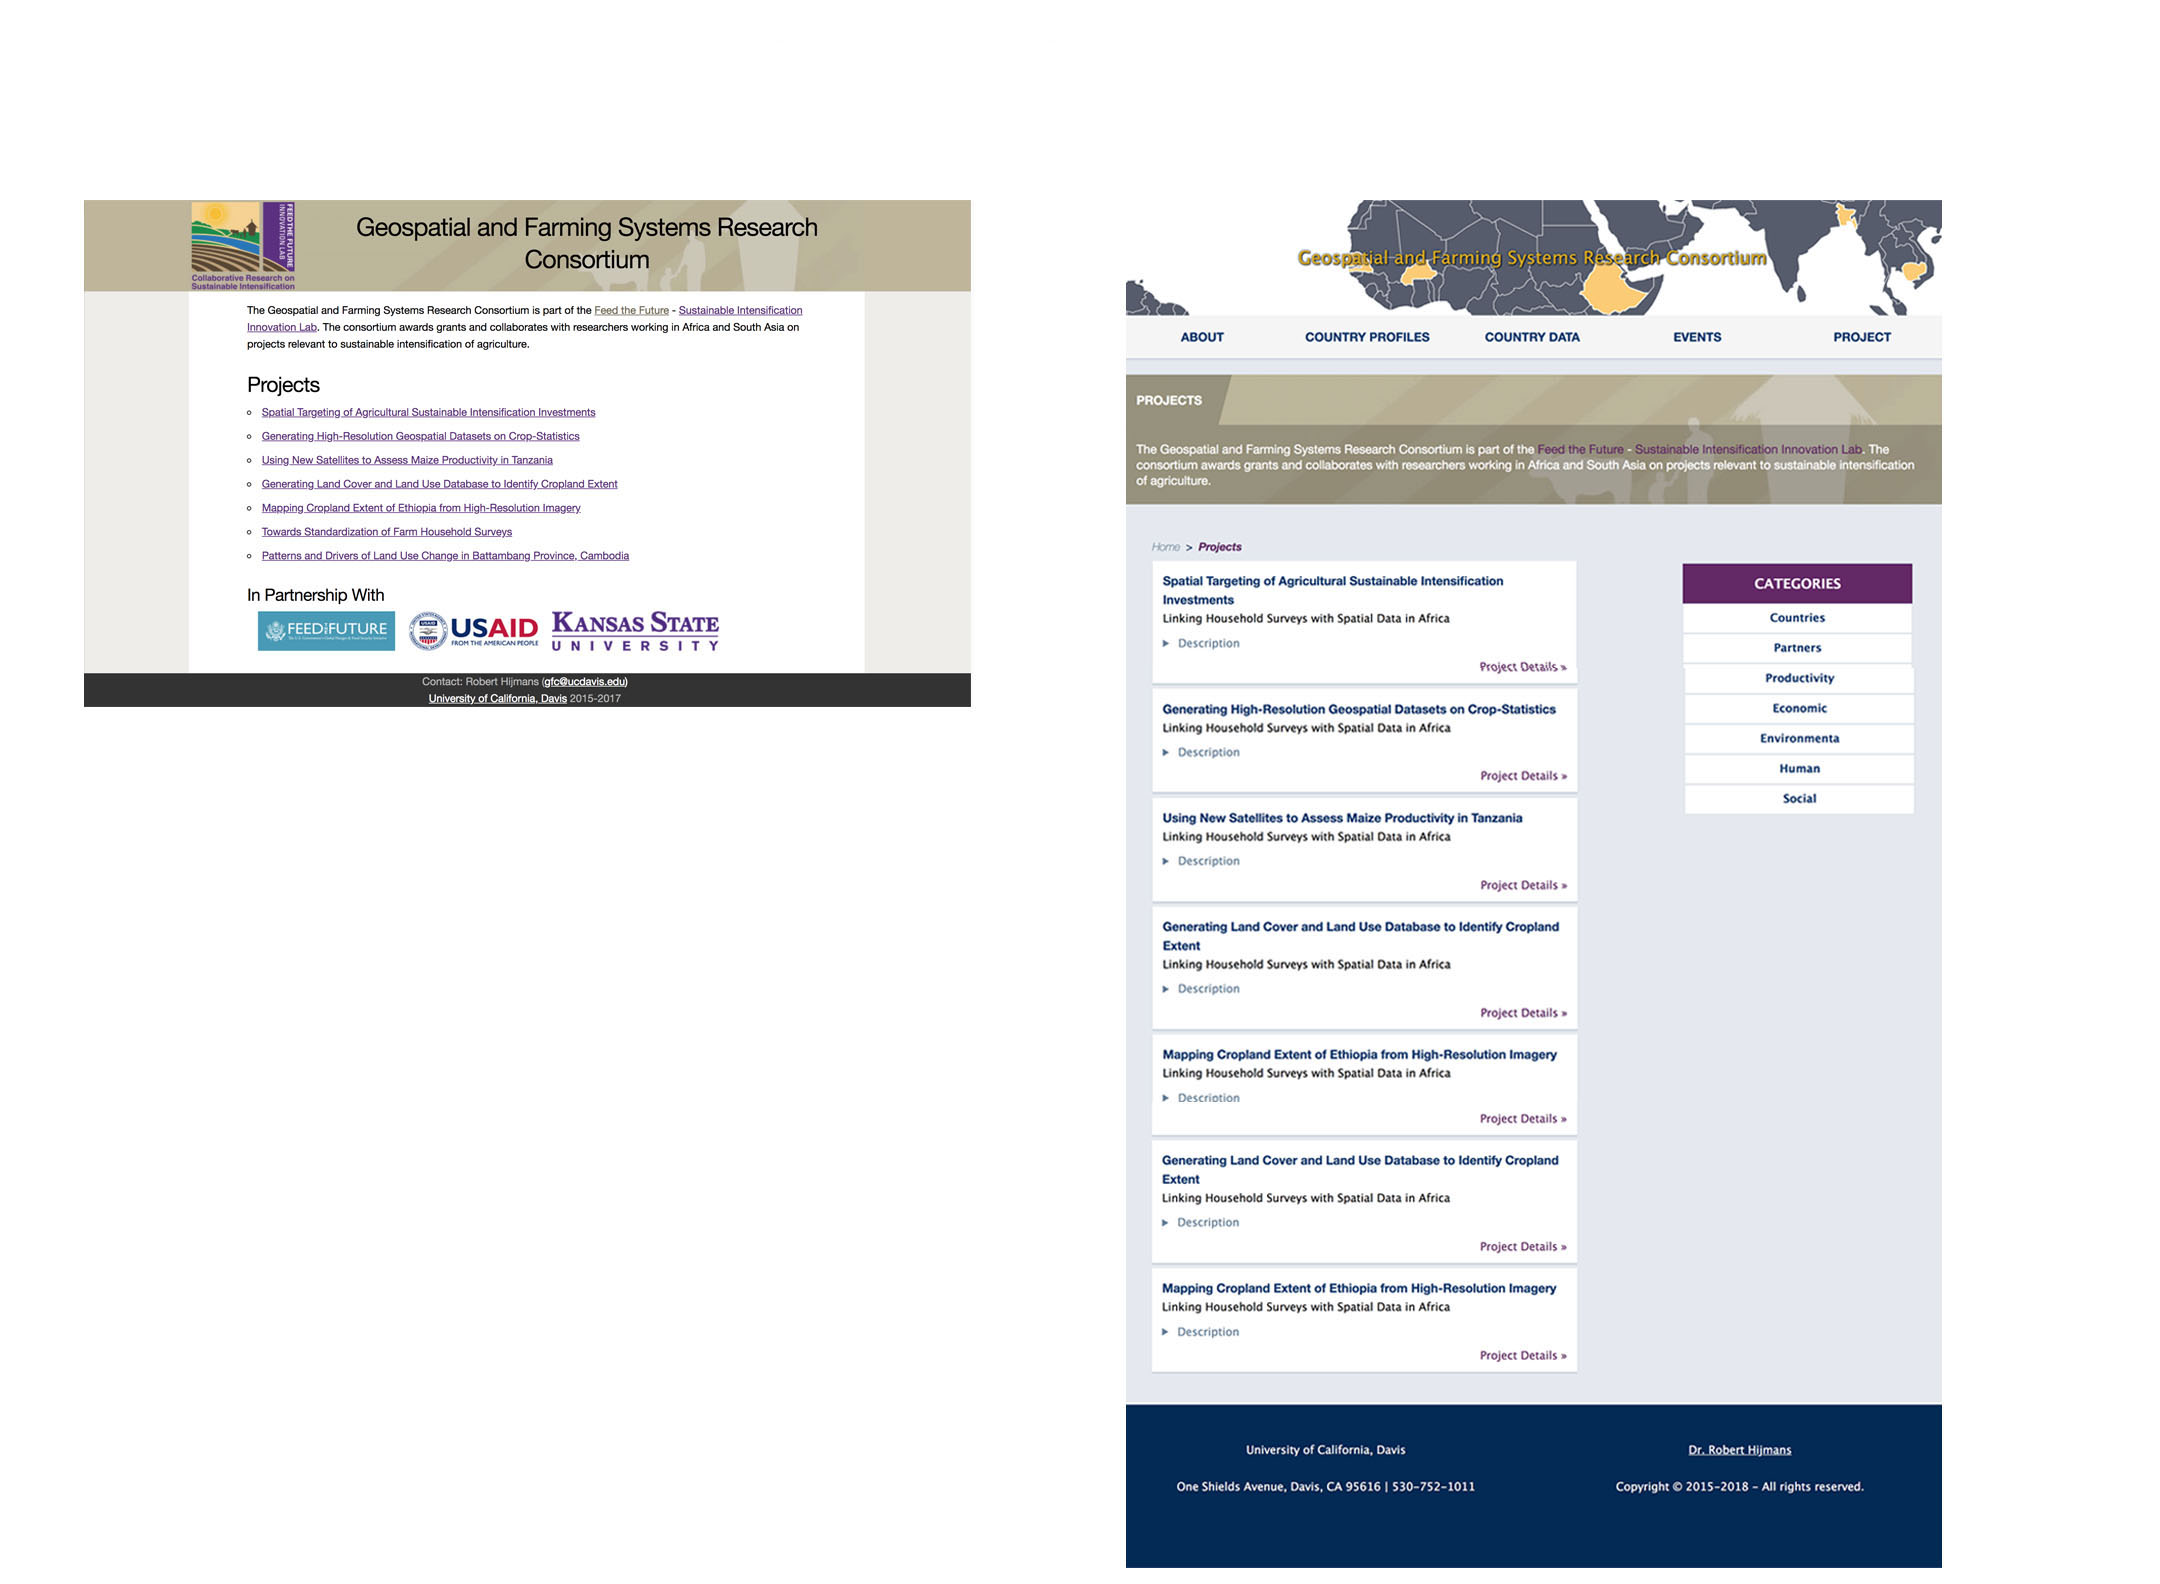 FEED THE FUTURE
INNOVATION LAB
Collaborative Research on
Sustainable Intensification
Geospatial and Farming Systems Research
Consortium
The Geospatial and Farming Systems Research Consortium is part of the Feed the Future - Sustainable Intensification
Innovation Lab. The consortium awards grants and collaborates with researchers working in Africa and South Asia on
projects relevant to sustainable intensification of agriculture.
Projects
Spatial Targeting of Agricultural Sustainable Intensification Investments
Generating High-Resolution Geospatial Datasets on Crop-Statistics
Using New Satellites to Assess Maize Productivity in Tanzania
Generating Land Cover and Land Use Database to Identify Cropland Extent
Mapping Cropland Extent of Ethiopia from High-Resolution Imagery
Towards Standardization of Farm Household Surveys
Patterns and Drivers of Land Use Change in Battambang Province, Cambodia
In Partnership With
FEED THE FUTURE
USAID
FROM THE AMERICAN PEOPLE
KANSAS STATE
UNIVERSITY
Contact: Robert Hijmans (gfc@ucdavis.edu)
University of California, Davis 2015-2017
Geospatial and Farming Systems Research Consortium
ABOUT COUNTRY PROFILES COUNTRY DATA EVENTS PROJECT
PROJECTS
The Geospatial and Farming Systems Research Consortium is part of the Feed the Future - Sustainable Intensification Innovation Lab. The
consortium awards grants and collaborates with researchers working in Africa and South Asia on projects relevant to sustainable intensification
of agriculture.
Home > Projects
Spatial Targeting of Agricultural Sustainable Intensification
Investments
Linking Household Surveys with Spatial Data in Africa
Description
Project Details »
Generating High-Resolution Geospatial Datasets on Crop-Statistics
Linking Household Surveys with Spatial Data in Africa
Description
Project Details »
Using New Satellites to Assess Maize Productivity in Tanzania
Linking Household Surveys with Spatial Data in Africa
Description
Project Details »
Generating Land Cover and Land Use Database to Identify Cropland
Extent
Linking Household Surveys with Spatial Data in Africa
Description
Project Details »
Mapping Cropland Extent of Ethiopia from High-Resolution Imagery
Linking Household Surveys with Spatial Data in Africa
Description
Project Details »
Generating Land Cover and Land Use Database to Identify Cropland
Extent
Linking Household Surveys with Spatial Data in Africa
Description
Project Details »
Mapping Cropland Extent of Ethiopia from High-Resolution Imagery
Linking Household Surveys with Spatial Data in Africa
Description
Project Details »
CATEGORIES
Countries
Partners
Productivity
Economic
Environmenta
Human
Social
University of California, Davis
One Shields Avenue, Davis, CA 95616 | 530-752-1011
Dr. Robert Hijmans
Copyright © 2015-2018 - All rights reserved.